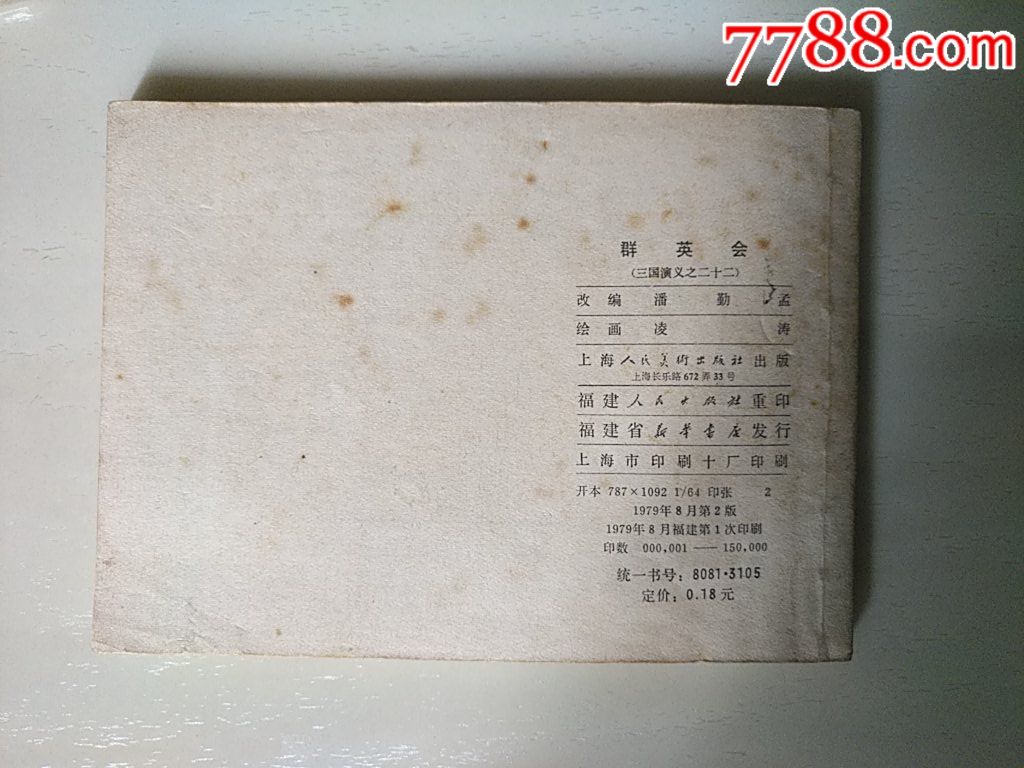 7788.com
群英会
(三国演义之二十二)
改编 潘勤孟
绘画 凌涛
上海人民美術出版社出版
上海长乐路672弄33号
福建人民出版社重印
福建省新华書店发行
上海市印刷十厂印刷
开本 787×1092 1/64 印张 2
1979年8月第2版
1979年8月福建第1次印刷
印数 000,001——150,000
统一书号：8081·3105
定价：0.18元